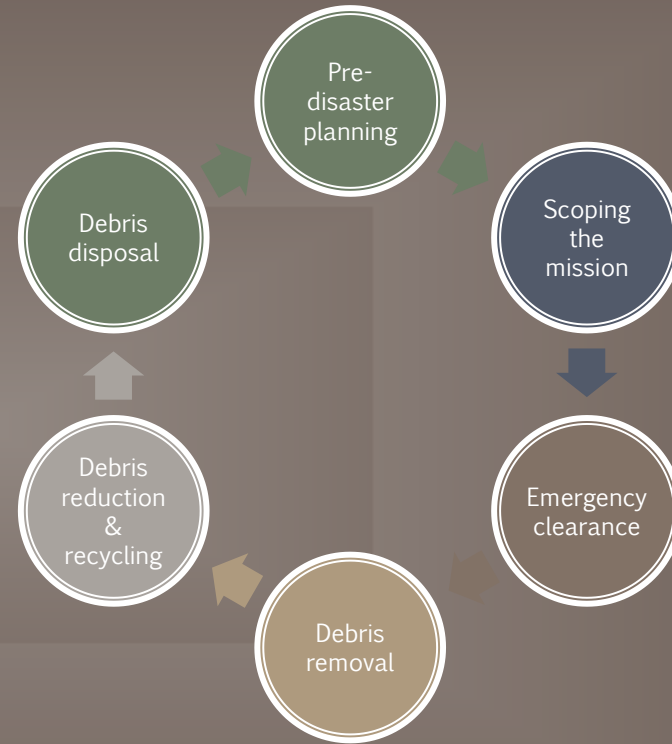 Pre-
disaster
planning
Scoping
the
mission
Emergency
clearance
Debris
removal
Debris
reduction
&
recycling
Debris
disposal